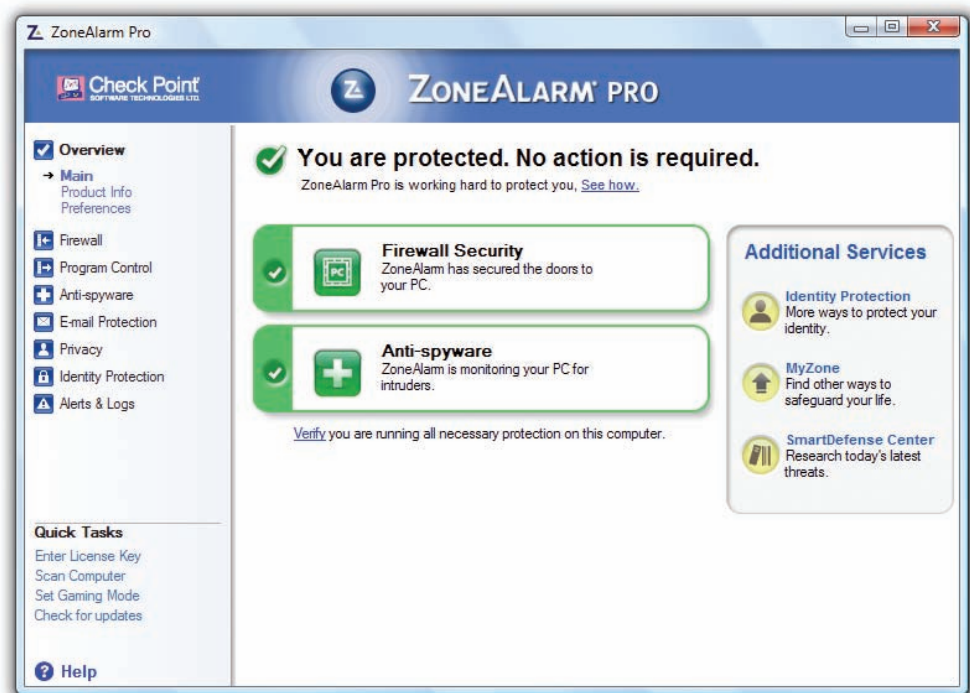 ZoneAlarm Pro
Check Point
SOFTWARE TECHNOLOGIES LTD.
ZONEALARM® PRO
Overview
Main
Product Info
Preferences
Firewall
Program Control
Anti-spyware
E-mail Protection
Privacy
Identity Protection
Alerts & Logs
Quick Tasks
Enter License Key
Scan Computer
Set Gaming Mode
Check for updates
Help
You are protected. No action is required.
ZoneAlarm Pro is working hard to protect you, See how.
Firewall Security
ZoneAlarm has secured the doors to
your PC.
PC
Anti-spyware
ZoneAlarm is monitoring your PC for
intruders.
Verify you are running all necessary protection on this computer.
Additional Services
Identity Protection
More ways to protect your
identity.
MyZone
Find other ways to
safeguard your life.
SmartDefense Center
Research today's latest
threats.